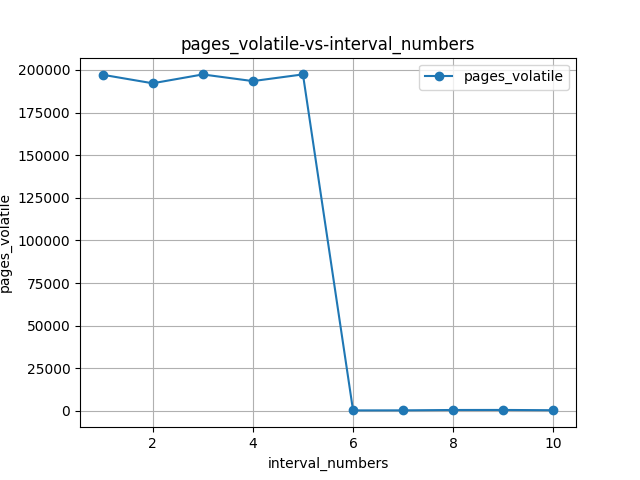 pages_volatile-vs-interval_numbers
pages_volatile
200000
175000
150000
125000
100000
75000
50000
25000
0
pages_volatile
2 4 6 8 10
interval_numbers